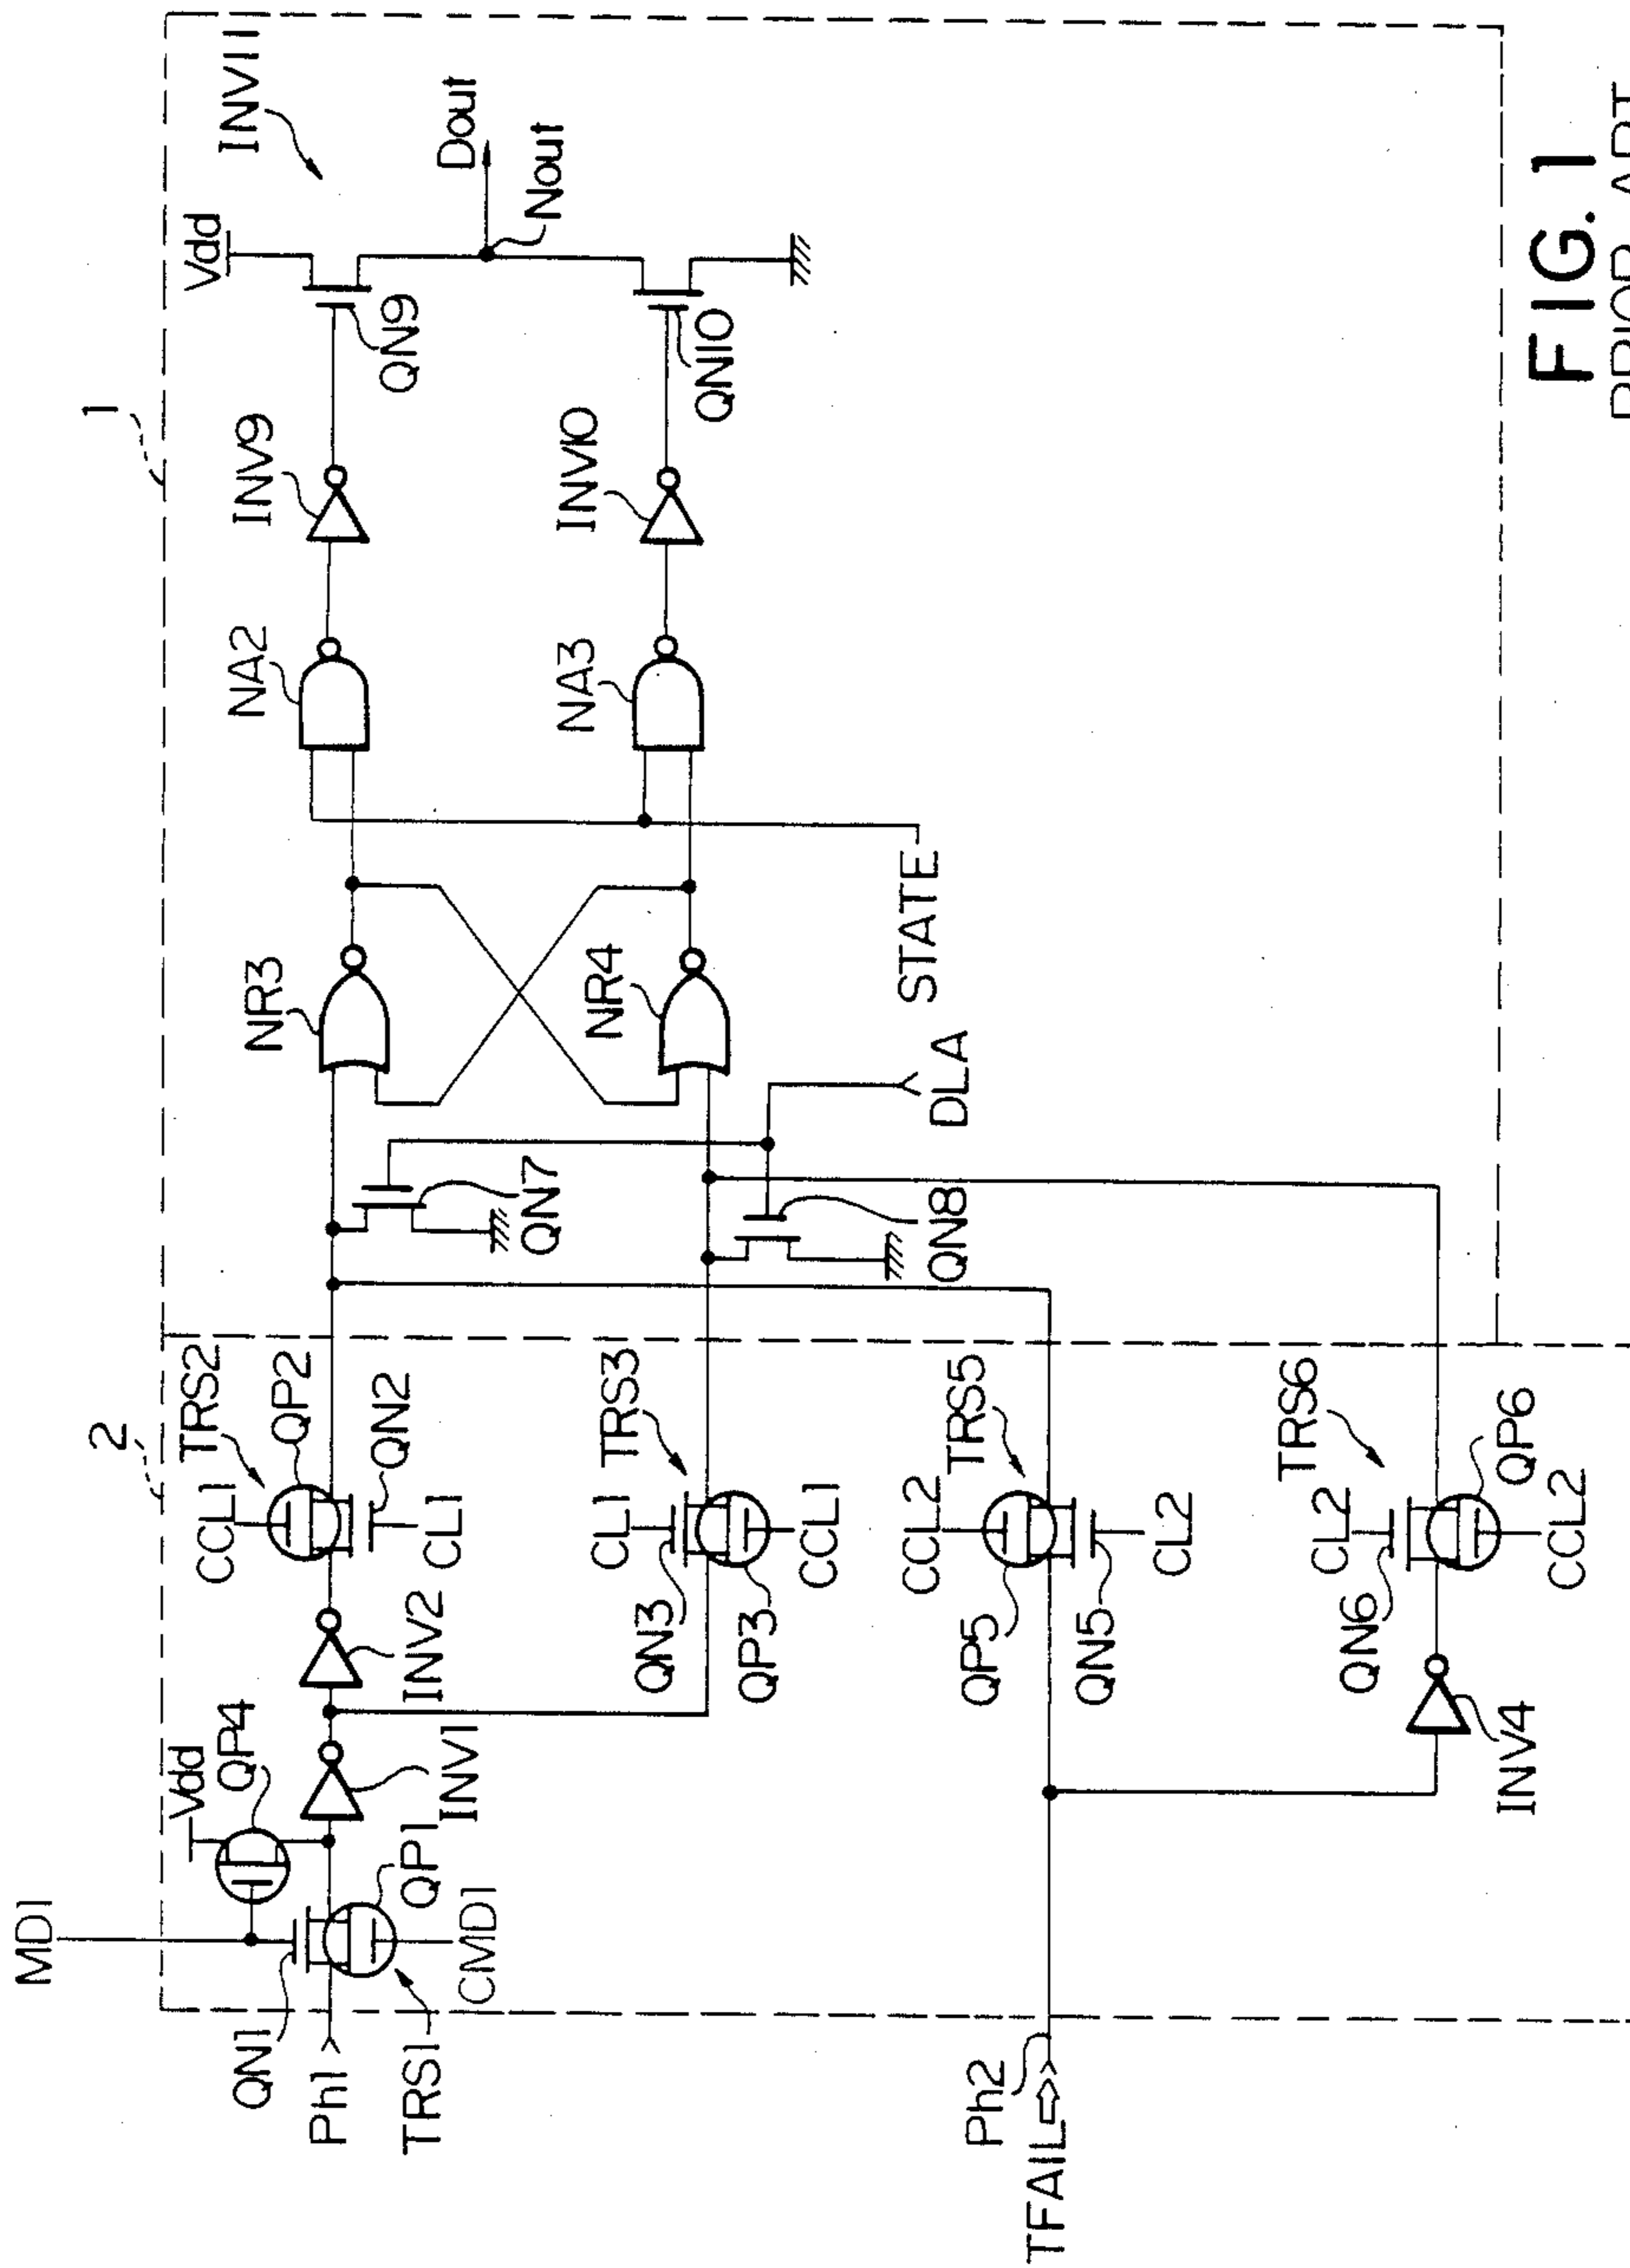 MD1
QN1
Ph1
TRS1
CMD1
QP1
Vdd
QP4
INV1
INV2
2
TRS2
CCL1
QP2
QN2
CL1
QN3
CL1
TRS3
QP3
CCL1
Ph2
TFAIL
CCL2
TRS5
QP5
QN5
CL2
CL2
TRS6
QN6
QP6
CCL2
INV4
1
QN7
QN8
DLA
NR3
NR4
STATE
NA2
NA3
INV9
INV10
Vdd
QN9
QN10
INV11
Dout
Nout
FIG. 1
PRIOR ART